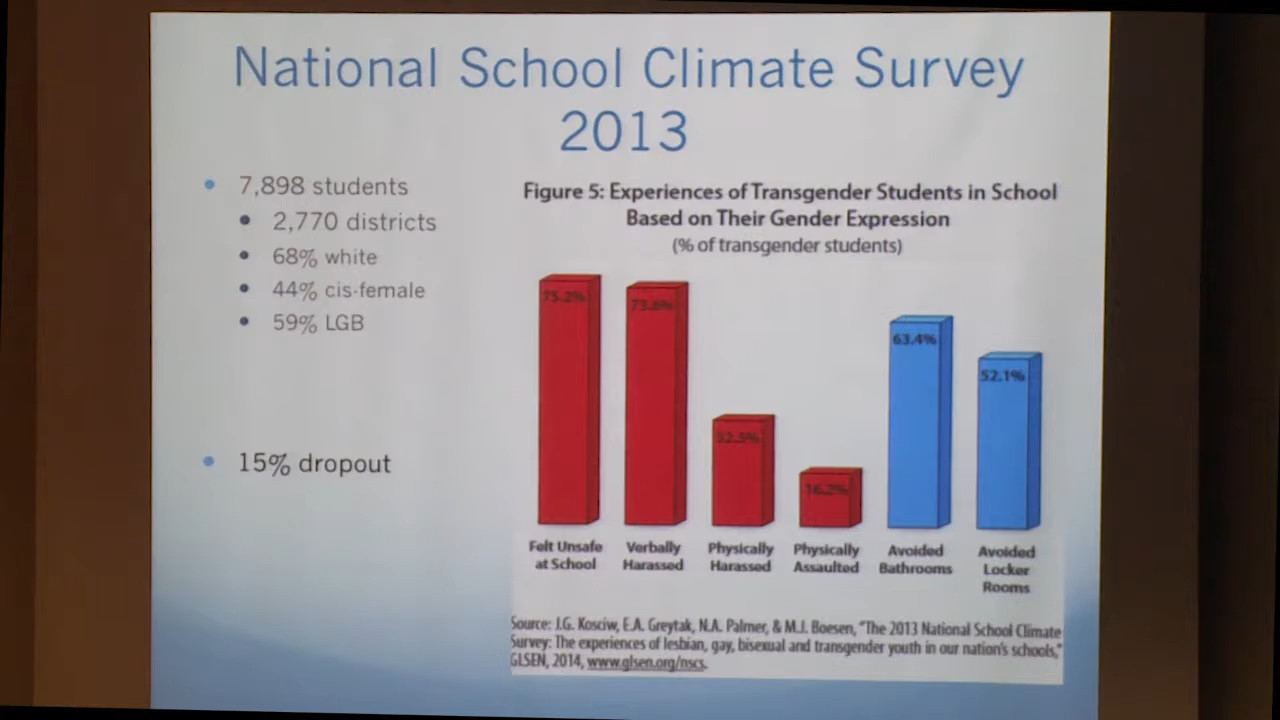 National School Climate Survey
2013
7,898 students
2,770 districts
68% white
44% cis-female
59% LGB
15% dropout
Figure 5: Experiences of Transgender Students in School
Based on Their Gender Expression
(% of transgender students)
75.2%
73.6%
32.5%
16.2%
63.4%
52.1%
Felt Unsafe
at School
Verbally
Harassed
Physically
Harassed
Physically
Assaulted
Avoided
Bathrooms
Avoided
Locker
Rooms
Source: J.G. Kosciw, E.A. Greytak, N.A. Palmer, & M.J. Boesen, "The 2013 National School Climate
Survey: The experiences of lesbian, gay, bisexual and transgender youth in our nation's schools,"
GLSEN, 2014, www.glsen.org/nscs.